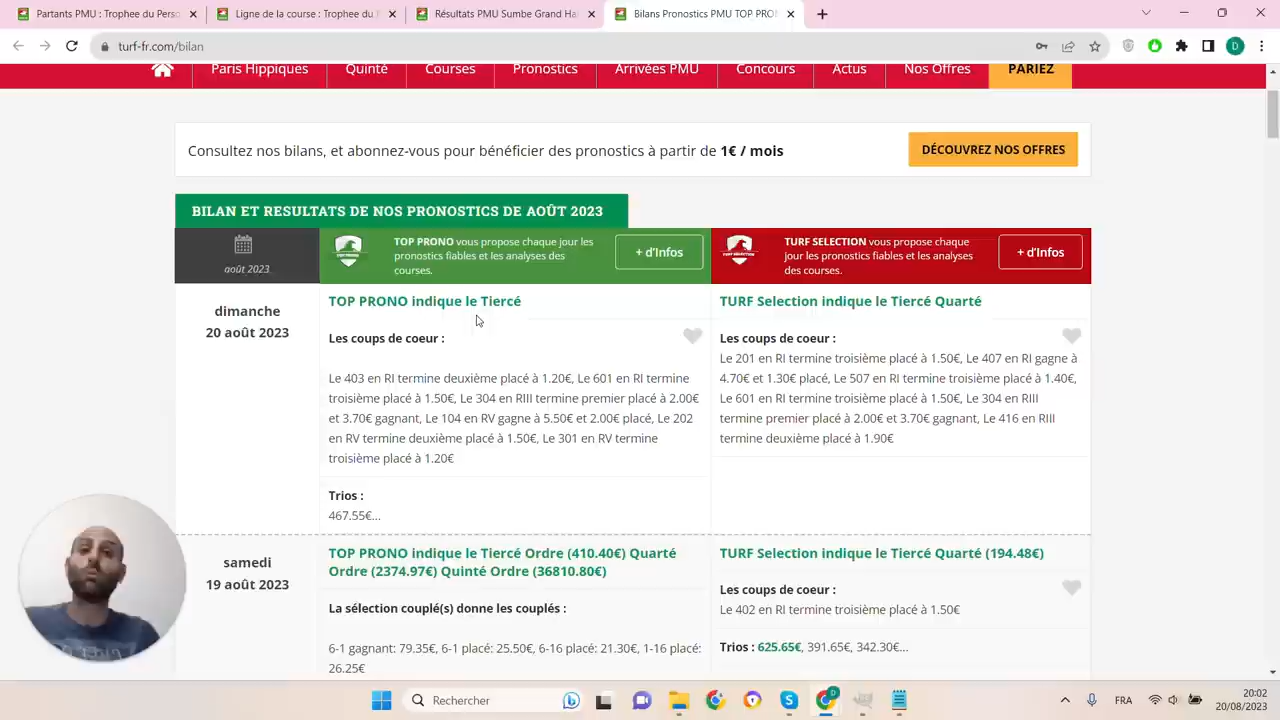 Partants PMU : Trophee du Perso
Ligne de la course : Trophee du P
Résultats PMU Sumbe Grand Han
Bilans Pronostics PMU TOP PRON
turf-fr.com/bilan
D
Paris Hippiques Quinté Courses Pronostics Arrivées PMU Concours Actus Nos Offres PARIEZ
Consultez nos bilans, et abonnez-vous pour bénéficier des pronostics à partir de 1€ / mois
DÉCOUVREZ NOS OFFRES
BILAN ET RESULTATS DE NOS PRONOSTICS DE AOÛT 2023
août 2023
TOP PRONO vous propose chaque jour les
pronostics fiables et les analyses des
courses.
+ d'Infos
TURF SELECTION vous propose chaque
jour les pronostics fiables et les analyses
des courses.
+ d'Infos
dimanche
20 août 2023
TOP PRONO indique le Tiercé
Les coups de coeur :
Le 403 en RI termine deuxième placé à 1.20€, Le 601 en RI termine
troisième placé à 1.50€, Le 304 en RIII termine premier placé à 2.00€
et 3.70€ gagnant, Le 104 en RV gagne à 5.50€ et 2.00€ placé, Le 202
en RV termine deuxième placé à 1.50€, Le 301 en RV termine
troisième placé à 1.20€
Trios :
467.55€...
TURF Selection indique le Tiercé Quarté
Les coups de coeur :
Le 201 en RI termine troisième placé à 1.50€, Le 407 en RI gagne à
4.70€ et 1.30€ placé, Le 507 en RI termine troisième placé à 1.40€,
Le 601 en RI termine troisième placé à 1.50€, Le 304 en RIII
termine premier placé à 2.00€ et 3.70€ gagnant, Le 416 en RIII
termine deuxième placé à 1.90€
samedi
19 août 2023
TOP PRONO indique le Tiercé Ordre (410.40€) Quarté
Ordre (2374.97€) Quinté Ordre (36810.80€)
La sélection couplé(s) donne les couplés :
6-1 gagnant: 79.35€, 6-1 placé: 25.50€, 6-16 placé: 21.30€, 1-16 placé:
26.25€
TURF Selection indique le Tiercé Quarté (194.48€)
Les coups de coeur :
Le 402 en RI termine troisième placé à 1.50€
Trios : 625.65€, 391.65€, 342.30€...
Rechercher
FRA
20:02
20/08/2023